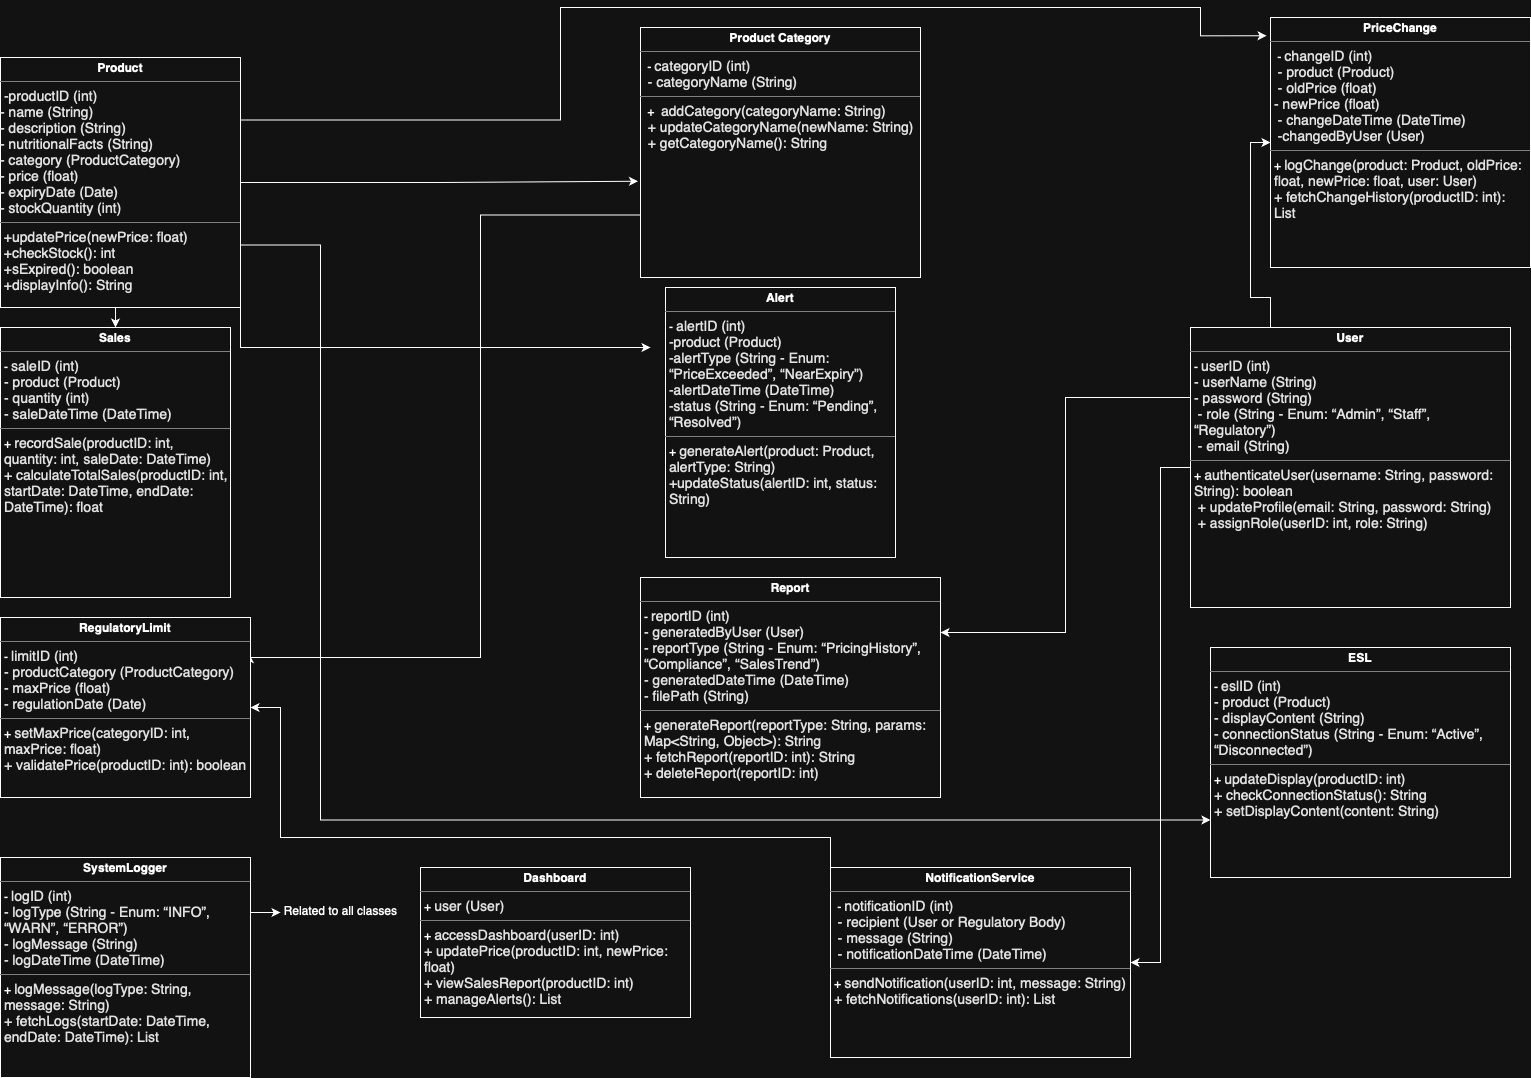 Product
-productID (int)
- name (String)
- description (String)
- nutritionalFacts (String)
- category (ProductCategory)
- price (float)
- expiryDate (Date)
- stockQuantity (int)
+updatePrice(newPrice: float)
+checkStock(): int
+sExpired(): boolean
+displayInfo(): String
Product Category
- categoryID (int)
- categoryName (String)
+ addCategory(categoryName: String)
+ updateCategoryName(newName: String)
+ getCategoryName(): String
PriceChange
- changeID (int)
- product (Product)
- oldPrice (float)
- newPrice (float)
- changeDateTime (DateTime)
-changedByUser (User)
+ logChange(product: Product, oldPrice:
float, newPrice: float, user: User)
+ fetchChangeHistory(productID: int):
List
Sales
- saleID (int)
- product (Product)
- quantity (int)
- saleDateTime (DateTime)
+ recordSale(productID: int,
quantity: int, saleDate: DateTime)
+ calculateTotalSales(productID: int,
startDate: DateTime, endDate:
DateTime): float
Alert
- alertID (int)
-product (Product)
-alertType (String - Enum:
“PriceExceeded”, “NearExpiry”)
-alertDateTime (DateTime)
-status (String - Enum: “Pending”,
“Resolved”)
+ generateAlert(product: Product,
alertType: String)
+updateStatus(alertID: int, status:
String)
User
- userID (int)
- userName (String)
- password (String)
- role (String - Enum: “Admin”, “Staff”,
“Regulatory”)
- email (String)
+ authenticateUser(username: String, password:
String): boolean
+ updateProfile(email: String, password: String)
+ assignRole(userID: int, role: String)
RegulatoryLimit
- limitID (int)
- productCategory (ProductCategory)
- maxPrice (float)
- regulationDate (Date)
+ setMaxPrice(categoryID: int,
maxPrice: float)
+ validatePrice(productID: int): boolean
Report
- reportID (int)
- generatedByUser (User)
- reportType (String - Enum: “PricingHistory”,
“Compliance”, “SalesTrend”)
- generatedDateTime (DateTime)
- filePath (String)
+ generateReport(reportType: String, params:
Map<String, Object>): String
+ fetchReport(reportID: int): String
+ deleteReport(reportID: int)
ESL
- eslID (int)
- product (Product)
- displayContent (String)
- connectionStatus (String - Enum: “Active”,
“Disconnected”)
+ updateDisplay(productID: int)
+ checkConnectionStatus(): String
+ setDisplayContent(content: String)
SystemLogger
- logID (int)
- logType (String - Enum: “INFO”,
“WARN”, “ERROR”)
- logMessage (String)
- logDateTime (DateTime)
+ logMessage(logType: String,
message: String)
+ fetchLogs(startDate: DateTime,
endDate: DateTime): List
Related to all classes
Dashboard
+ user (User)
+ accessDashboard(userID: int)
+ updatePrice(productID: int, newPrice:
float)
+ viewSalesReport(productID: int)
+ manageAlerts(): List
NotificationService
- notificationID (int)
- recipient (User or Regulatory Body)
- message (String)
- notificationDateTime (DateTime)
+ sendNotification(userID: int, message: String)
+ fetchNotifications(userID: int): List